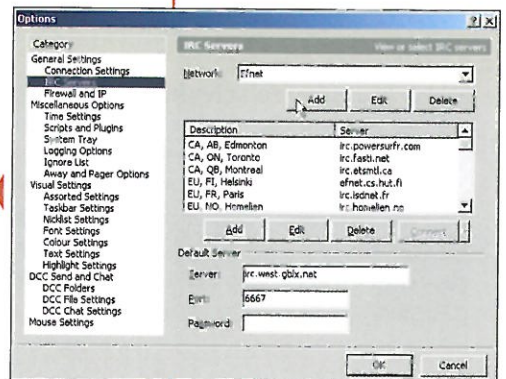 Options
Category
General Settings
Connection Settings
IRC Servers
Firewall and IP
Miscellaneous Options
Time Settings
Scripts and Plugins
System Tray
Logging Options
Ignore List
Away and Pager Options
Visual Settings
Assorted Settings
Taskbar Settings
Nicklist Settings
Font Settings
Colour Settings
Text Settings
Highlight Settings
DCC Send and Chat
DCC Folders
DCC File Settings
DCC Chat Settings
Mouse Settings
IRC Servers View or select IRC servers
Network: Efnet
Add Edit Delete
Description Server
CA, AB, Edmonton irc.powersurfr.com
CA, ON, Toronto irc.fasti.net
CA, QB, Montreal irc.etsmtl.ca
EU, FI, Helsinki efnet.cs.hut.fi
EU, FR, Paris irc.isdnet.fr
EU, NO, Homelien irc.homelien.no
Add Edit Delete Connect
Default Server
Server: irc.west.gblx.net
Port: 6667
Password:
OK Cancel